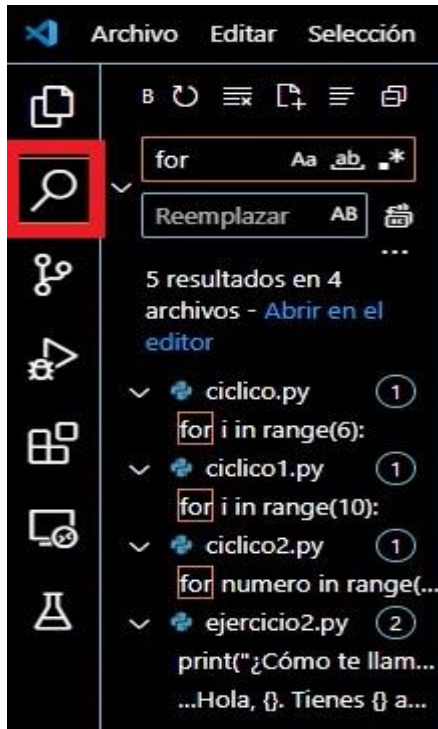 Archivo Editar Selección
B
for Aa ab, .*
Reemplazar AB
...
5 resultados en 4
archivos - Abrir en el
editor
ciclico.py 1
for i in range(6):
ciclico1.py 1
for i in range(10):
ciclico2.py 1
for numero in range(...
ejercicio2.py 2
print("¿Cómo te llam...
...Hola, {}. Tienes {} a...